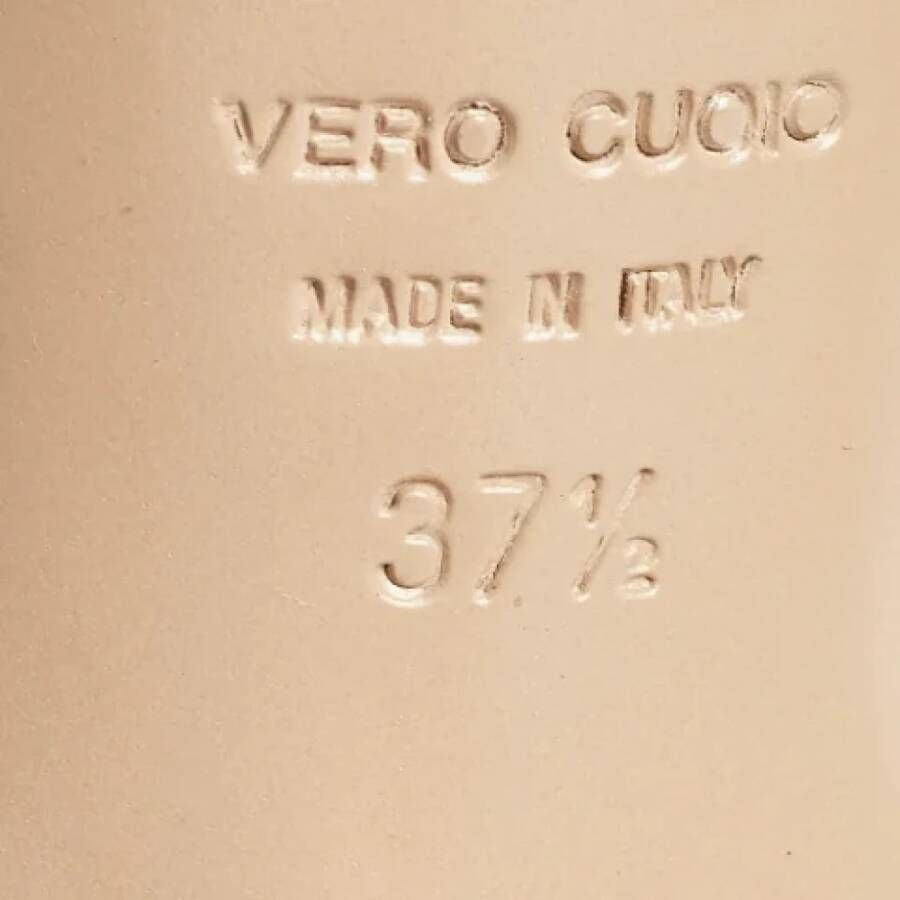 VERO CUOIO
MADE IN ITALY
37½